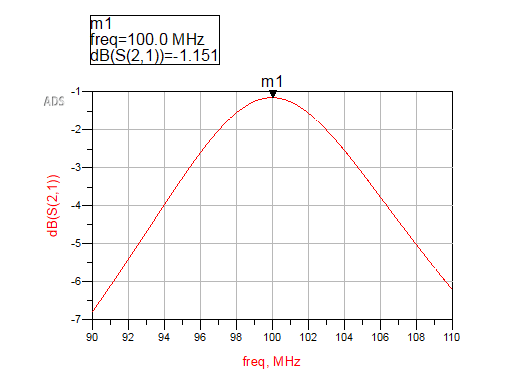 m1
freq=100.0 MHz
dB(S(2,1))=-1.151
m1
ADS
-1
-2
-3
-4
-5
-6
-7
dB(S(2,1))
90 92 94 96 98 100 102 104 106 108 110
freq, MHz